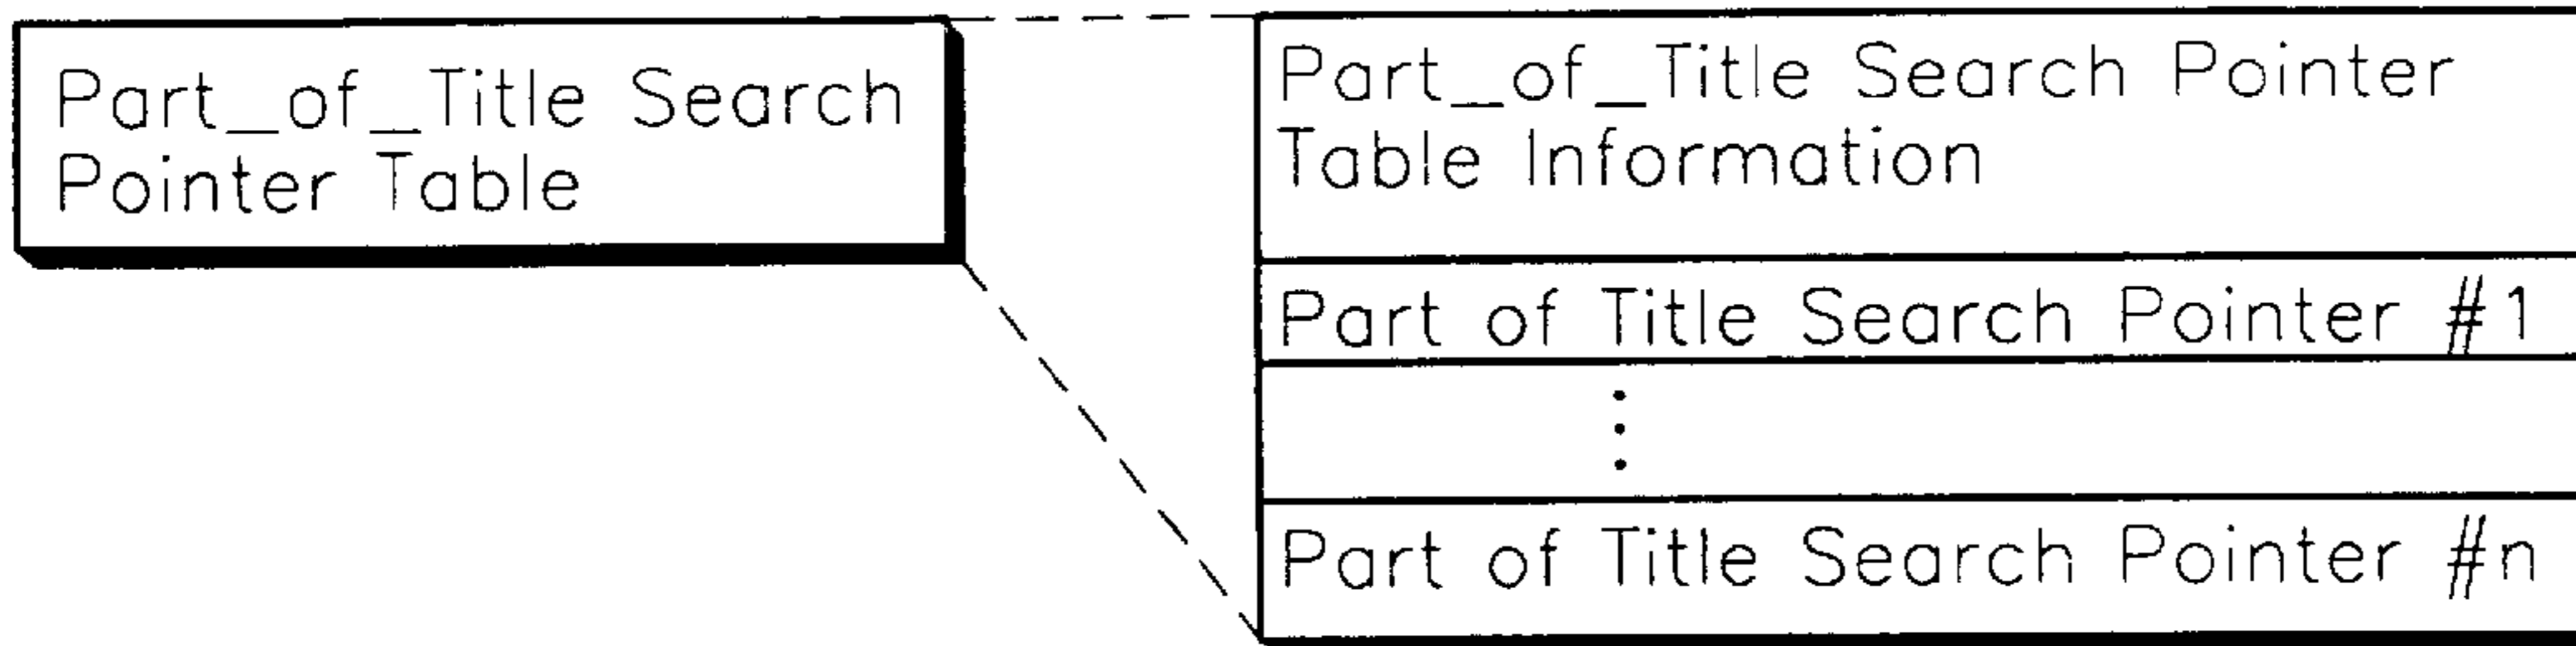 Part_of_Title Search
Pointer Table
Part_of_Title Search Pointer
Table Information
Part of Title Search Pointer #1
Part of Title Search Pointer #n